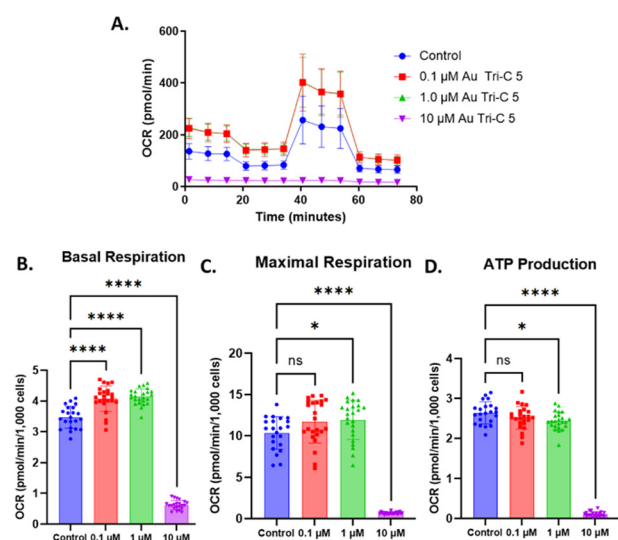 A.
600
400
200
0
OCR (pmol/min)
0 20 40 60 80
Time (minutes)
Control
0.1 µM Au Tri-C 5
1.0 µM Au Tri-C 5
10 µM Au Tri-C 5
B.
Basal Respiration
****
****
****
5
4
3
2
1
0
OCR (pmol/min/1,000 cells)
Control 0.1 µM 1 µM 10 µM
C.
Maximal Respiration
****
*
ns
20
15
10
5
0
OCR (pmol/min/1,000 cells)
Control 0.1 µM 1 µM 10 µM
D.
ATP Production
****
*
ns
4
3
2
1
0
OCR (pmol/min/1,000 cells)
Control 0.1 µM 1 µM 10 µM